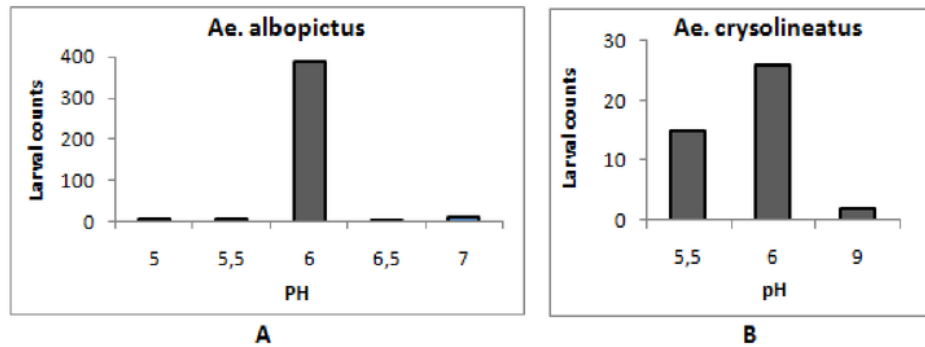 Ae. albopictus
400
300
200
100
0
Larval counts
5 5,5 6 6,5 7
PH
A
Ae. crysolineatus
30
20
10
0
Larval counts
5,5 6 9
pH
B